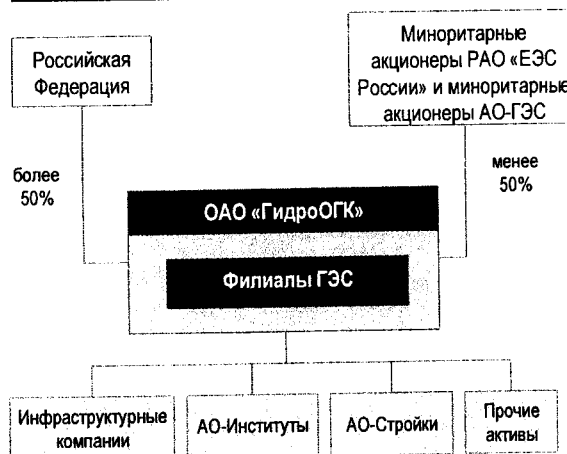 Российская
Федерация
Миноритарные
акционеры РАО «ЕЭС
России» и миноритарные
акционеры АО-ГЭС
более
50%
менее
50%
ОАО «ГидроОГК»
Филиалы ГЭС
Инфраструктурные
компании
АО-Институты
АО-Стройки
Прочие
активы